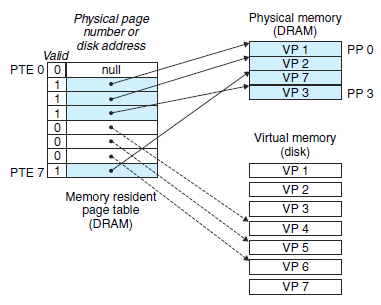 Physical page
number or
disk address
Valid
PTE 0 0 null
1
1
1
0
0
0
PTE 7 1
Memory resident
page table
(DRAM)
Physical memory
(DRAM)
VP 1 PP 0
VP 2
VP 7
VP 3 PP 3
Virtual memory
(disk)
VP 1
VP 2
VP 3
VP 4
VP 5
VP 6
VP 7